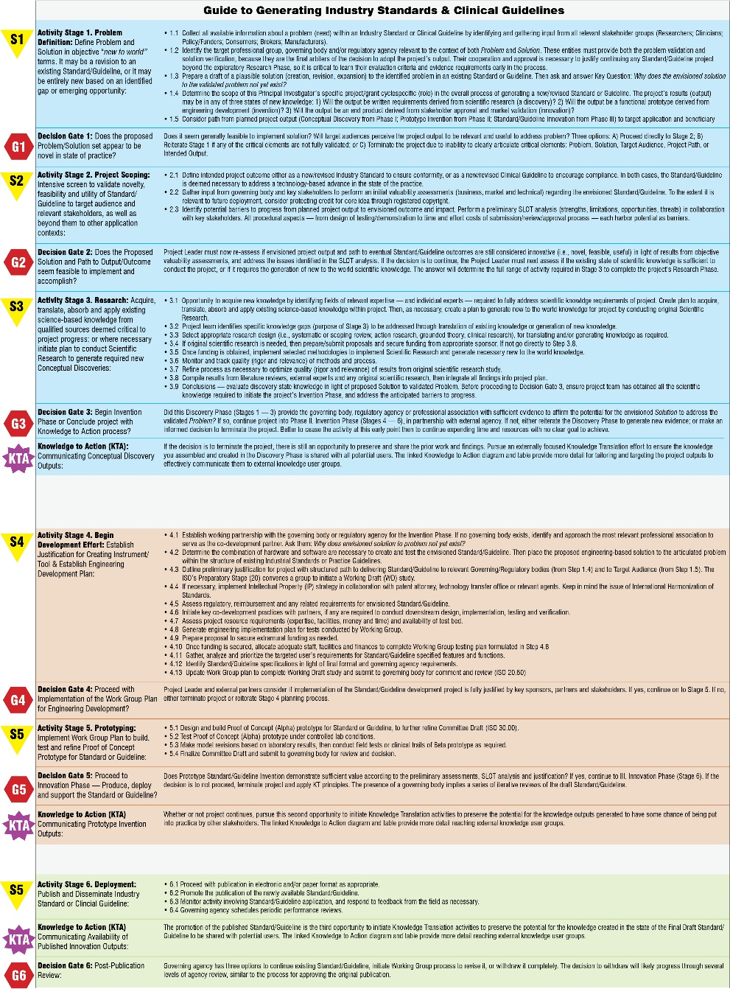 Guide to Generating Industry Standards & Clinical Guidelines
S1
Activity Stage 1. Problem
Definition: Define Problem and
Solution in objective "new to world"
terms. It may be a revision to an
existing Standard/Guideline, or it may
be entirely new based on an identified
gap or emerging opportunity:
• 1.1 Collect all available information about a problem (need) within an Industry Standard or Clinical Guideline by identifying and gathering input from all relevant stakeholder groups (Researchers; Clinicians;
Policy/Funders; Consumers; Brokers; Manufacturers).
• 1.2 Identify the target professional group, governing body and/or regulatory agency relevant to the context of both Problem and Solution. These entities must provide both the problem validation and
solution verification, because they are the final arbiters of the decision to adopt the project's output. Their cooperation and approval is necessary to justify continuing any Standard/Guideline project
beyond the exploratory Research Phase, so it is critical to learn their evaluation criteria and evidence requirements early in the process.
• 1.3 Prepare a draft of a plausible solution (creation, revision, expansion) to the identified problem in an existing Standard or Guideline. Then ask and answer Key Question: Why does the envisioned solution
to the validated problem not yet exist?
• 1.4 Determine the scope of this Principal Investigator's specific project/grant cyclespecific (role) in the overall process of generating a new/revised Standard or Guideline. The project's results (output)
may be in any of three states of new knowledge: 1) Will the output be written requirements derived from scientific research (a discovery)? 2) Will the output be a functional prototype derived from
engineering development (invention)? 3) Will the output be an end product derived from stakeholder approval and market validation (innovation)?
• 1.5 Consider path from planned project output (Conceptual Discovery from Phase I; Prototype Invention from Phase II; Standard/Guideline Innovation from Phase III) to target application and beneficiary
G1
Decision Gate 1: Does the proposed
Problem/Solution set appear to be
novel in state of practice?
Does it seem generally feasible to implement solution? Will target audiences perceive the project output to be relevant and useful to address problem? Three options: A) Proceed directly to Stage 2; B)
Reiterate Stage 1 if any of the critical elements are not fully validated; or C) Terminate the project due to inability to clearly articulate critical elements: Problem, Solution, Target Audience, Project Path, or
Intended Output.
S2
Activity Stage 2. Project Scoping:
Intensive screen to validate novelty,
feasibility and utility of Standard/
Guideline to target audience and
relevant stakeholders, as well as
beyond them to other application
contexts:
• 2.1 Define intended project outcome either as a new/revised Industry Standard to ensure conformity, or as a new/revised Clinical Guideline to encourage compliance. In both cases, the Standard/Guideline
is deemed necessary to address a technology-based advance in the state of the practice.
• 2.2 Gather input from governing body and key stakeholders to perform an initial valuability assessments (business, market and technical) regarding the envisioned Standard/Guideline. To the extent it is
relevant to future deployment, consider protecting credit for core idea through registered copyright.
• 2.3 Identify potential barriers to progress from planned project output to envisioned outcome and impact. Perform a preliminary SLOT analysis (strengths, limitations, opportunities, threats) in collaboration
with key stakeholders. All procedural aspects — from design of testing/demonstration to time and effort costs of submission/review/approval process — each harbor potential as barriers.
G2
Decision Gate 2: Does the Proposed
Solution and Path to Output/Outcome
seem feasible to implement and
accomplish?
Project Leader must now re-assess if envisioned project output and path to eventual Standard/Guideline outcomes are still considered innovative (i.e., novel, feasible, useful) in light of results from objective
valuability assessments, and address the issues identified in the SLOT analysis. If the decision is to continue, the Project Leader must next assess if the existing state of scientific knowledge is sufficient to
conduct the project, or if it requires the generation of new to the world scientific knowledge. The answer will determine the full range of activity required in Stage 3 to complete the project's Research Phase.
S3
Activity Stage 3. Research: Acquire,
translate, absorb and apply existing
science-based knowledge from
qualified sources deemed critical to
project progress; or where necessary
initiate plan to conduct Scientific
Research to generate required new
Conceptual Discoveries:
• 3.1 Opportunity to acquire new knowledge by identifying fields of relevant expertise — and individual experts — required to fully address scientific knowldge requirements of project. Create plan to acquire,
translate, absorb and apply existing science-based knowledge within project. Then, as necessary, create a plan to generate new to the world knowledge for project by conducting original Scientific
Research.
• 3.2 Project team identifies specific knowledge gaps (purpose of Stage 3) to be addressed through translation of existing knowledge or generation of new knowledge.
• 3.3 Select appropriate research design (i.e., systematic or scoping review, action research, grounded theory, clinical research), for translating and/or generating knowledge as required.
• 3.4 If original scientific research is needed, then prepare/submit proposals and secure funding from appropriate sponsor. If not go directly to Step 3.8.
• 3.5 Once funding is obtained, implement selected methodologies to implement Scientific Research and generate necessary new to the world knowledge.
• 3.6 Monitor and track quality (rigor and relevance) of methods and process.
• 3.7 Refine process as necessary to optimize quality (rigor and relevance) of results from original scientific research study.
• 3.8 Compile results from literature reviews, external experts and any original scientific research, then integrate all findings into project plan.
• 3.9 Conclusions — evaluate discovery state knowledge in light of proposed Solution to validated Problem. Before proceeding to Decision Gate 3, ensure project team has obtained all the scientific
knowledge required to initiate the project's Invention Phase, and address the anticipated barriers to progress.
G3
Decision Gate 3: Begin Invention
Phase or Conclude project with
Knowledge to Action process?
Did this Discovery Phase (Stages 1 — 3) provide the governing body, regulatory agency or professional association with sufficient evidence to affirm the potential for the envisioned Solution to address the
validated Problem? If so, continue project into Phase II. Invention Phase (Stages 4 — 6), in partnership with external agency. If not, either reiterate the Discovery Phase to generate new evidence; or make an
informed decision to terminate the project. Better to cease the activity at this early point then to continue expending time and resources with no clear goal to achieve.
KTA
Knowledge to Action (KTA):
Communicating Conceptual Discovery
Outputs:
If the decision is to terminate the project, there is still an opportunity to preserve and share the prior work and findings. Pursue an externally focused Knowledge Translation effort to ensure the knowledge
you assembled and created in the Discovery Phase is shared with all potential users. The linked Knowledge to Action diagram and table provide more detail for tailoring and targeting the project outputs to
effectively communicate them to external knowledge user groups.
S4
Activity Stage 4. Begin
Development Effort: Establish
Justification for Creating Instrument/
Tool & Establish Engineering
Development Plan:
• 4.1 Establish working partnership with the governing body or regulatory agency for the Invention Phase. If no governing body exists, identify and approach the most relevant professional association to
serve as the co-development partner. Ask them: Why does envisioned solution to problem not yet exist?
• 4.2 Determine the combination of hardware and software are necessary to create and test the envisioned Standard/Guideline. Then place the proposed engineering-based solution to the articulated problem
within the structure of existing Industrial Standards or Practice Guidelines.
• 4.3 Outline preliminary justification for project with structured path to delivering Standard/Guideline to relevant Governing/Regulatory bodies (from Step 1.4) and to Target Audience (from Step 1.5). The
ISO's Preparatory Stage (20) convenes a group to initiate a Working Draft (WD) study.
• 4.4 If necessary, implement Intellectual Property (IP) strategy in collaboration with patent attorney, technology transfer office or relevant agents. Keep in mind the issue of International Harmonization of
Standards.
• 4.5 Assess regulatory, reimbursement and any related requirements for envisioned Standard/Guideline.
• 4.6 Initiate key co-development practices with partners, if any are required to conduct downstream design, implementation, testing and verification.
• 4.7 Assess project resource requirements (expertise, facilities, money and time) and availability of test bed.
• 4.8 Generate engineering implementation plan for tests conducted by Working Group.
• 4.9 Prepare proposal to secure extramural funding as needed.
• 4.10 Once funding is secured, allocate adequate staff, facilities and finances to complete Working Group testing plan formulated in Step 4.8
• 4.11 Gather, analyze and prioritize the targeted user's requirements for Standard/Guideline specified features and functions.
• 4.12 Identify Standard/Guideline specifications in light of final formal and governing agency requirements.
• 4.13 Update Work Group plan to complete Working Draft study and submit to governing body for comment and review (ISO 20.60)
G4
Decision Gate 4: Proceed with
Implementation of the Work Group Plan
for Engineering Development?
Project Leader and external partners consider if implementation of the Standard/Guideline development project is fully justified by key sponsors, partners and stakeholders. If yes, continue on to Stage 5. If no,
either terminate project or reiterate Stage 4 planning process.
S5
Activity Stage 5. Prototyping:
Implement Work Group Plan to build,
test and refine Proof of Concept
Prototype for Standard or Guideline:
• 5.1 Design and build Proof of Concept (Alpha) prototype for Standard or Guideline, to further refine Committee Draft (ISO 30.00).
• 5.2 Test Proof of Concept (Alpha) prototype under controlled lab conditions.
• 5.3 Make model revisions based on laboratory results, then conduct field tests or clinical trails of Beta prototype as required.
• 5.4 Finalize Committee Draft and submit to governing body for review and decision.
G5
Decision Gate 5: Proceed to
Innovation Phase — Produce, deploy
and support the Standard or Guideline?
Does Prototype Standard/Guideline Invention demonstrate sufficient value according to the preliminary assessments, SLOT analysis and justification? If yes, continue to III. Innovation Phase (Stage 6). If the
decision is to not proceed, terminate project and apply KT principles. The presence of a governing body implies a series of iterative reviews of the draft Standard/Guideline.
KTA
Knowledge to Action (KTA)
Communicating Prototype Invention
Outputs:
Whether or not project continues, pursue this second opportunity to initiate Knowledge Translation activities to preserve the potential for the knowledge outputs generated to have some chance of being put
into practice by other stakeholders. The linked Knowledge to Action diagram and table provide more detail reaching external knowledge user groups.
S5
Activity Stage 6. Deployment:
Publish and Disseminate Industry
Standard or Clincial Guideline:
• 6.1 Proceed with publication in electronic and/or paper format as appropriate.
• 6.2 Promote the publication of the newly available Standard/Guideline.
• 6.3 Monitor activity involving Standard/Guideline application, and respond to feedback from the field as necessary.
• 6.4 Governing agency schedules periodic performance reviews.
KTA
Knowledge to Action (KTA)
Communicating Availability of
Published Innovation Outputs:
The promotion of the published Standard/Guideline is the third opportunity to initiate Knowledge Translation activities to preserve the potential for the knowledge created in the state of the Final Draft Standard/
Guideline to be shared with potential users. The linked Knowledge to Action diagram and table provide more detail reaching external knowledge user groups.
G6
Decision Gate 6: Post-Publication
Review:
Governing agency has three options to continue existing Standard/Guideline, initiate Working Group process to revise it, or withdraw it completely. The decision to withdraw will likely progress through several
levels of agency review, similar to the process for approving the original publication.